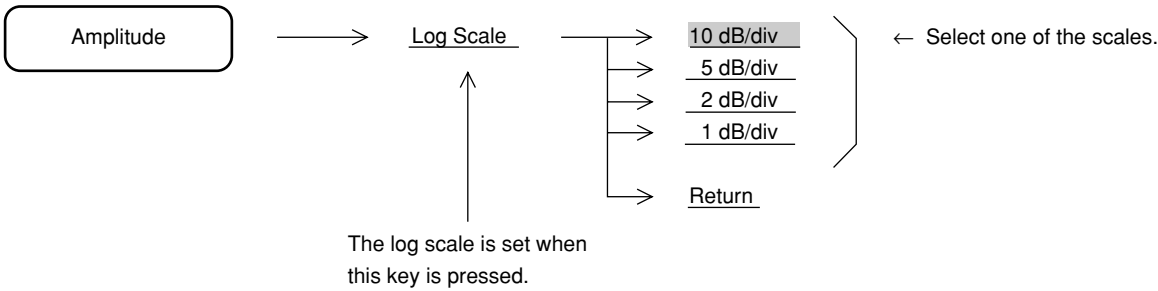 Amplitude
Log Scale
10 dB/div
← Select one of the scales.
5 dB/div
2 dB/div
1 dB/div
Return
The log scale is set when
this key is pressed.